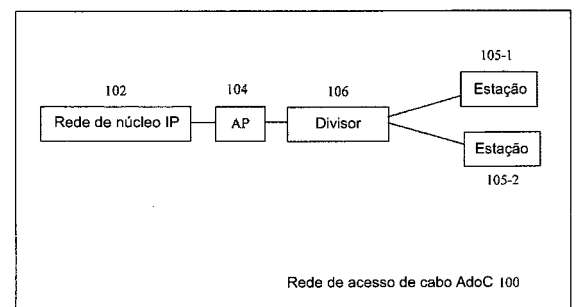 105-1
102
104
106
Estação
Rede de núcleo IP
AP
Divisor
Estação
105-2
Rede de acesso de cabo AdoC 100